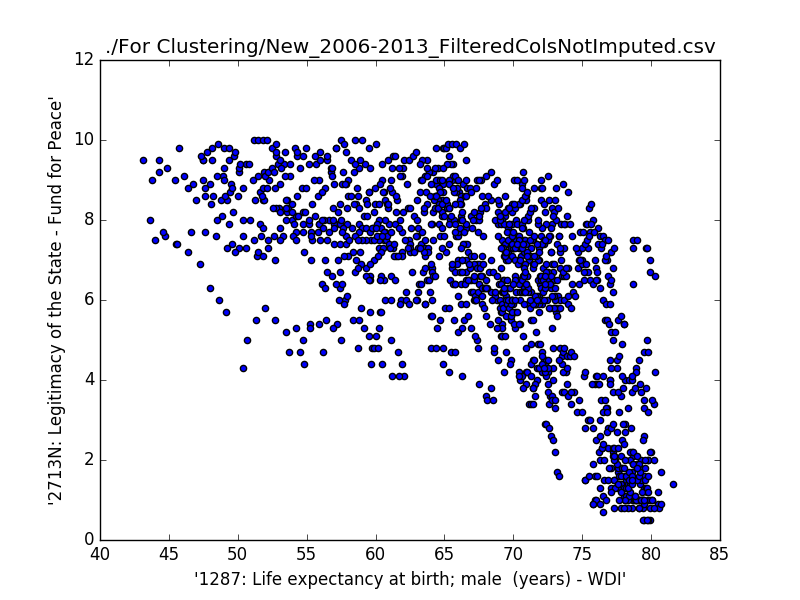 ./For Clustering/New_2006-2013_FilteredColsNotImputed.csv
12
10
8
6
4
2
0
'2713N: Legitimacy of the State - Fund for Peace'
40 45 50 55 60 65 70 75 80 85
'1287: Life expectancy at birth; male  (years) - WDI'